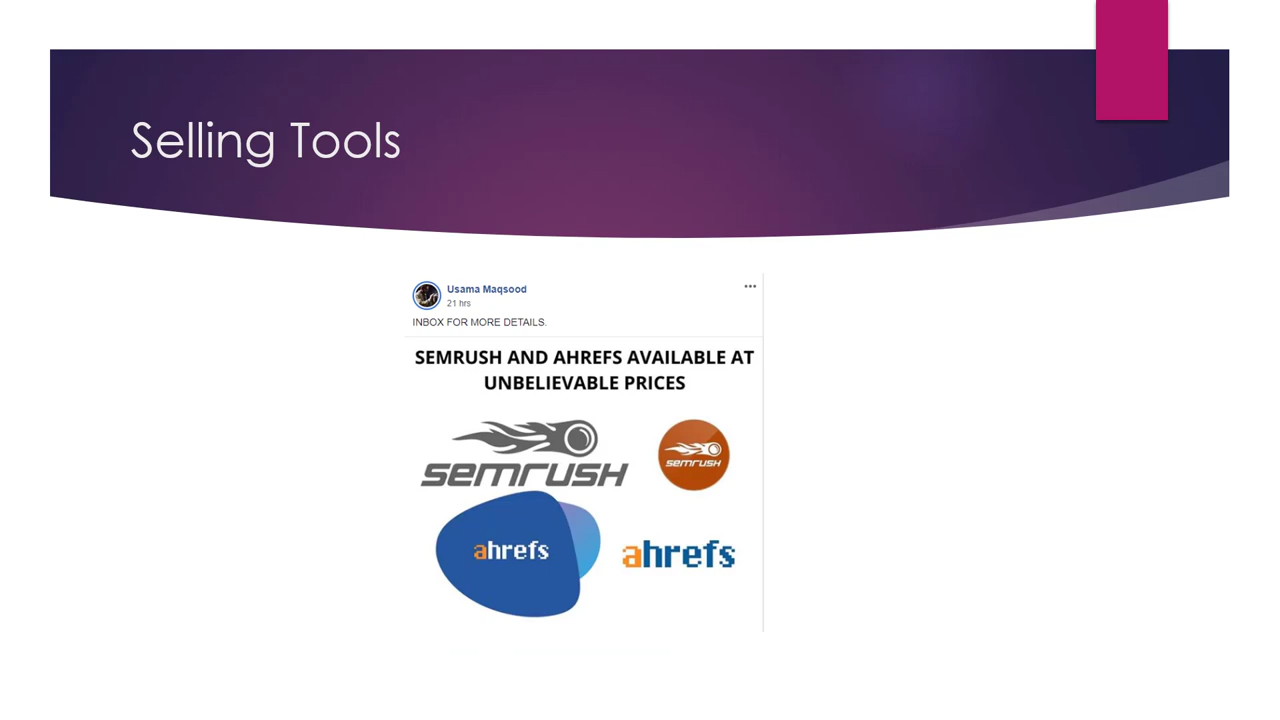 Selling Tools
Usama Maqsood
21 hrs
INBOX FOR MORE DETAILS.
SEMRUSH AND AHREFS AVAILABLE AT
UNBELIEVABLE PRICES
semrush
semrush
ahrefs
ahrefs